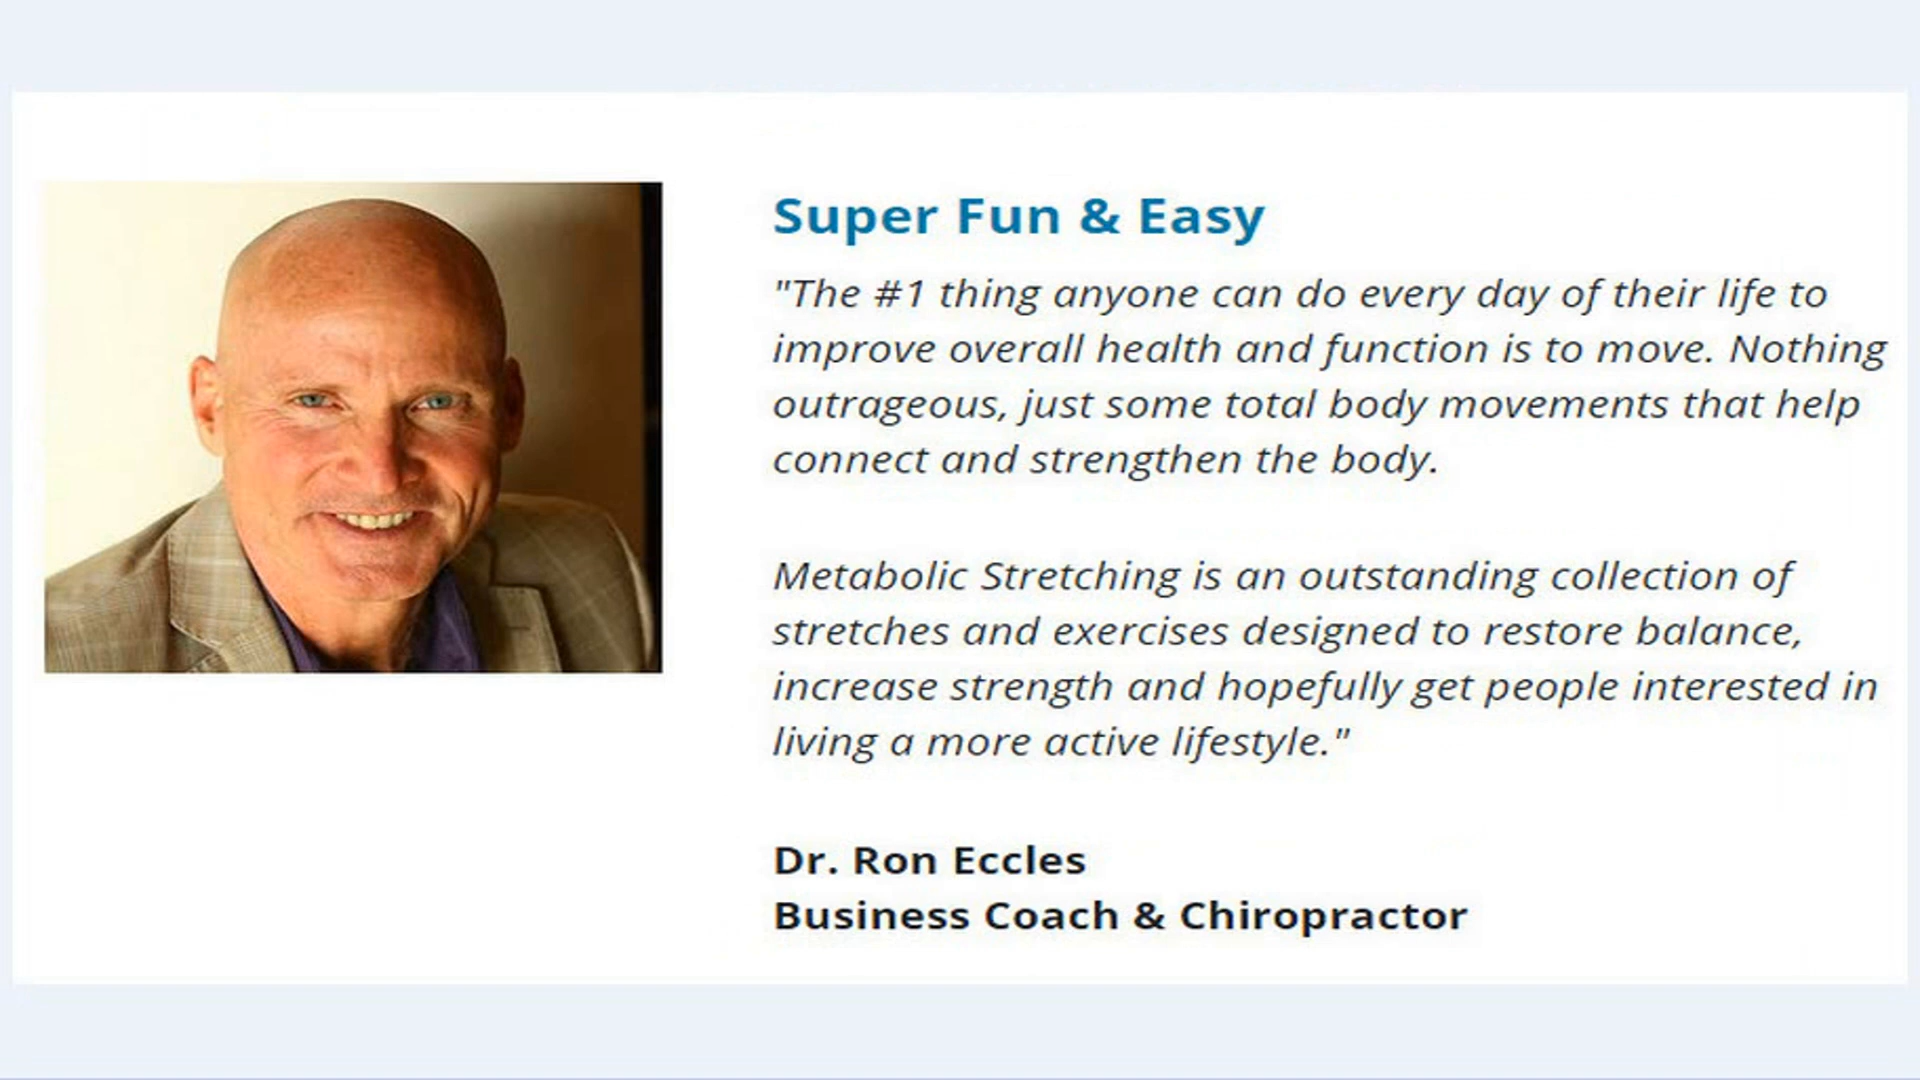 Super Fun & Easy
"The #1 thing anyone can do every day of their life to
improve overall health and function is to move. Nothing
outrageous, just some total body movements that help
connect and strengthen the body.
Metabolic Stretching is an outstanding collection of
stretches and exercises designed to restore balance,
increase strength and hopefully get people interested in
living a more active lifestyle."
Dr. Ron Eccles
Business Coach & Chiropractor